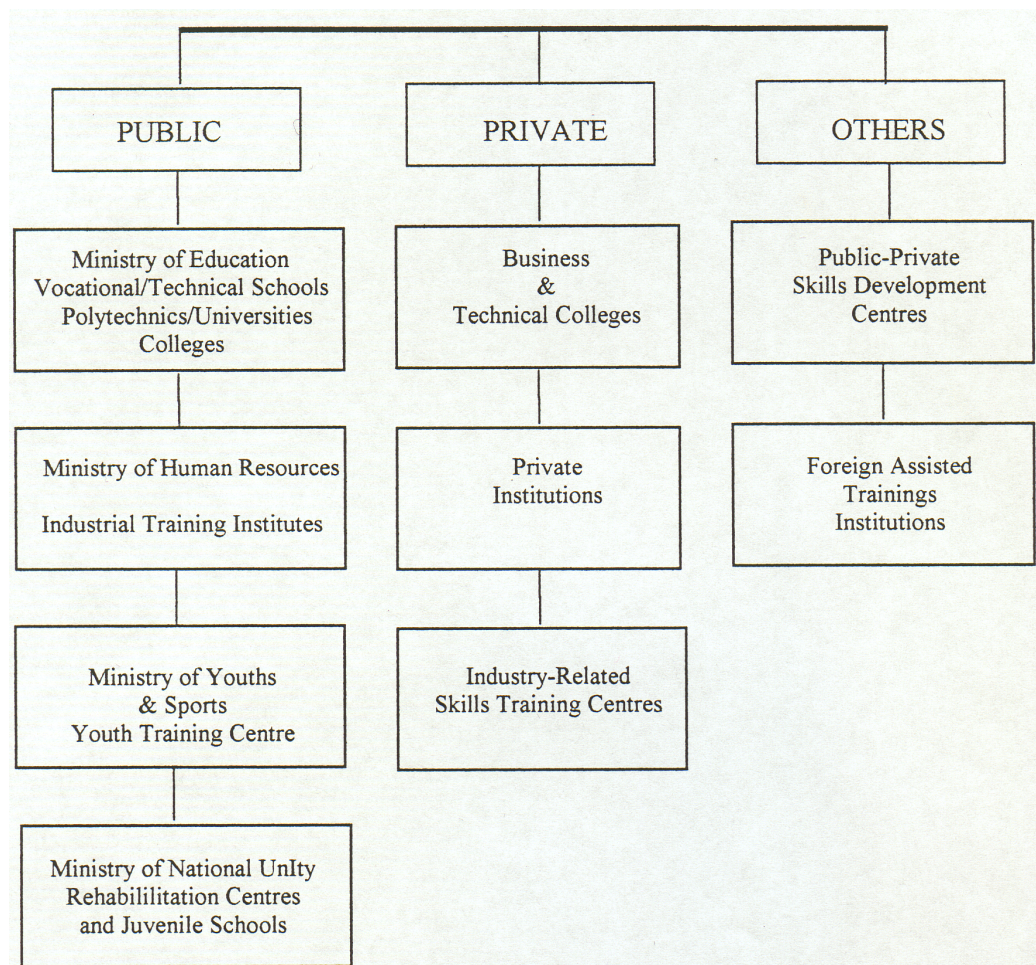 PUBLIC
PRIVATE
OTHERS
Ministry of Education
Vocational/Technical Schools
Polytechnics/Universities
Colleges
Business
&
Technical Colleges
Public-Private
Skills Development
Centres
Ministry of Human Resources
Industrial Training Institutes
Private
Institutions
Foreign Assisted
Trainings
Institutions
Ministry of Youths
& Sports
Youth Training Centre
Industry-Related
Skills Training Centres
Ministry of National UnIty
Rehabililitation Centres
and Juvenile Schools